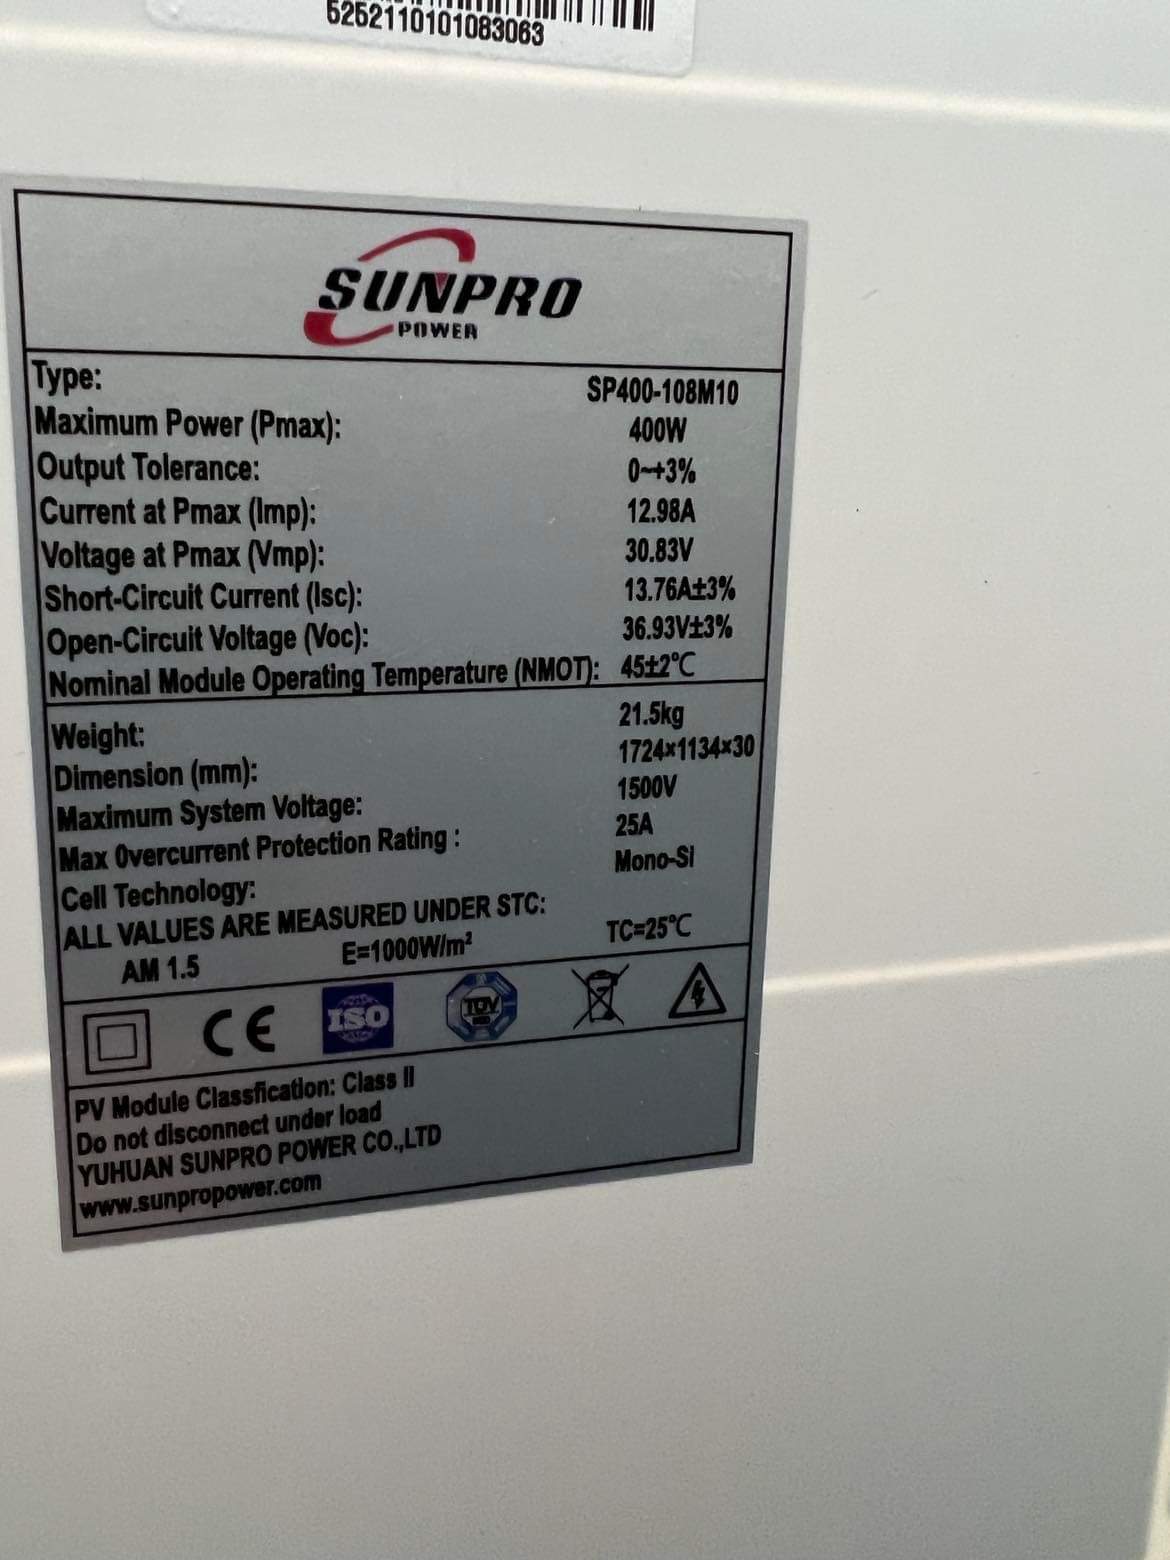 5252110101083063
SUNPRO
POWER
Type: SP400-108M10
Maximum Power (Pmax): 400W
Output Tolerance: 0~+3%
Current at Pmax (Imp): 12.98A
Voltage at Pmax (Vmp): 30.83V
Short-Circuit Current (Isc): 13.76A±3%
Open-Circuit Voltage (Voc): 36.93V±3%
Nominal Module Operating Temperature (NMOT): 45±2℃
Weight: 21.5kg
Dimension (mm): 1724×1134×30
Maximum System Voltage: 1500V
Max Overcurrent Protection Rating : 25A
Cell Technology: Mono-Si
ALL VALUES ARE MEASURED UNDER STC:
AM 1.5 E=1000W/m² TC=25℃
CE ISO TÜV
PV Module Classfication: Class II
Do not disconnect under load
YUHUAN SUNPRO POWER CO.,LTD
www.sunpropower.com